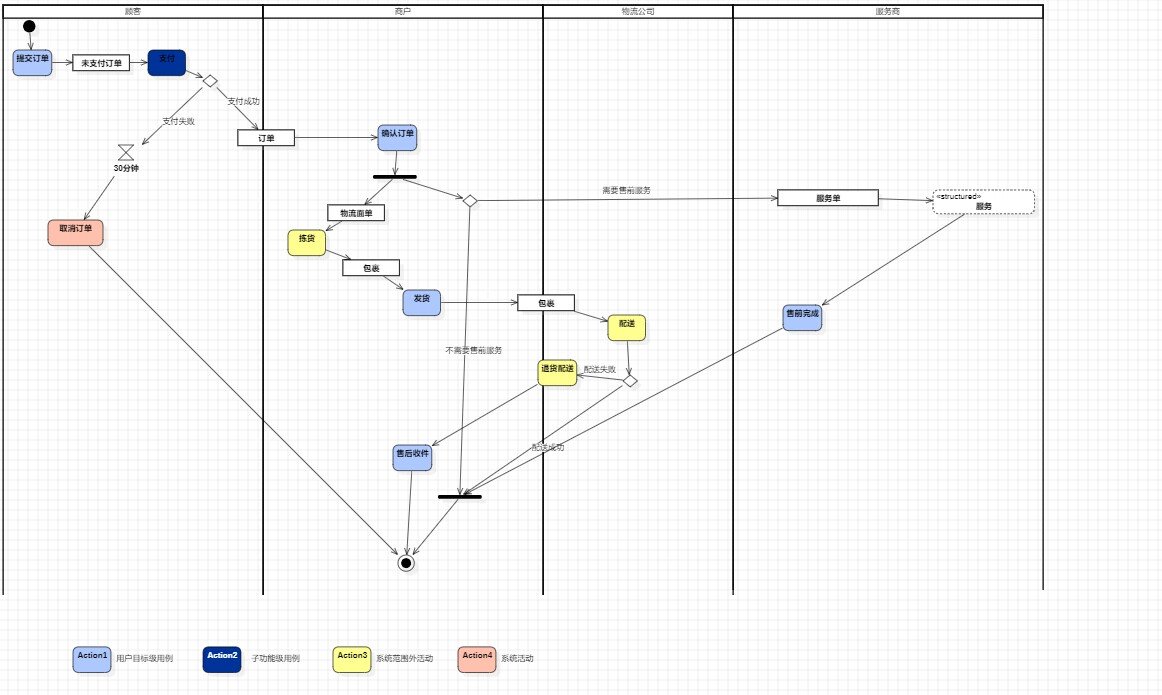 顾客
商户
物流公司
服务商
提交订单
未支付订单
支付
支付成功
支付失败
订单
确认订单
30分钟
需要售前服务
服务单
«structured»
服务
物流面单
取消订单
拣货
包裹
发货
包裹
售前完成
配送
不需要售前服务
退货配送
配送失败
配送成功
售后收件
Action1
用户目标级用例
Action2
子功能级用例
Action3
系统范围外活动
Action4
系统活动